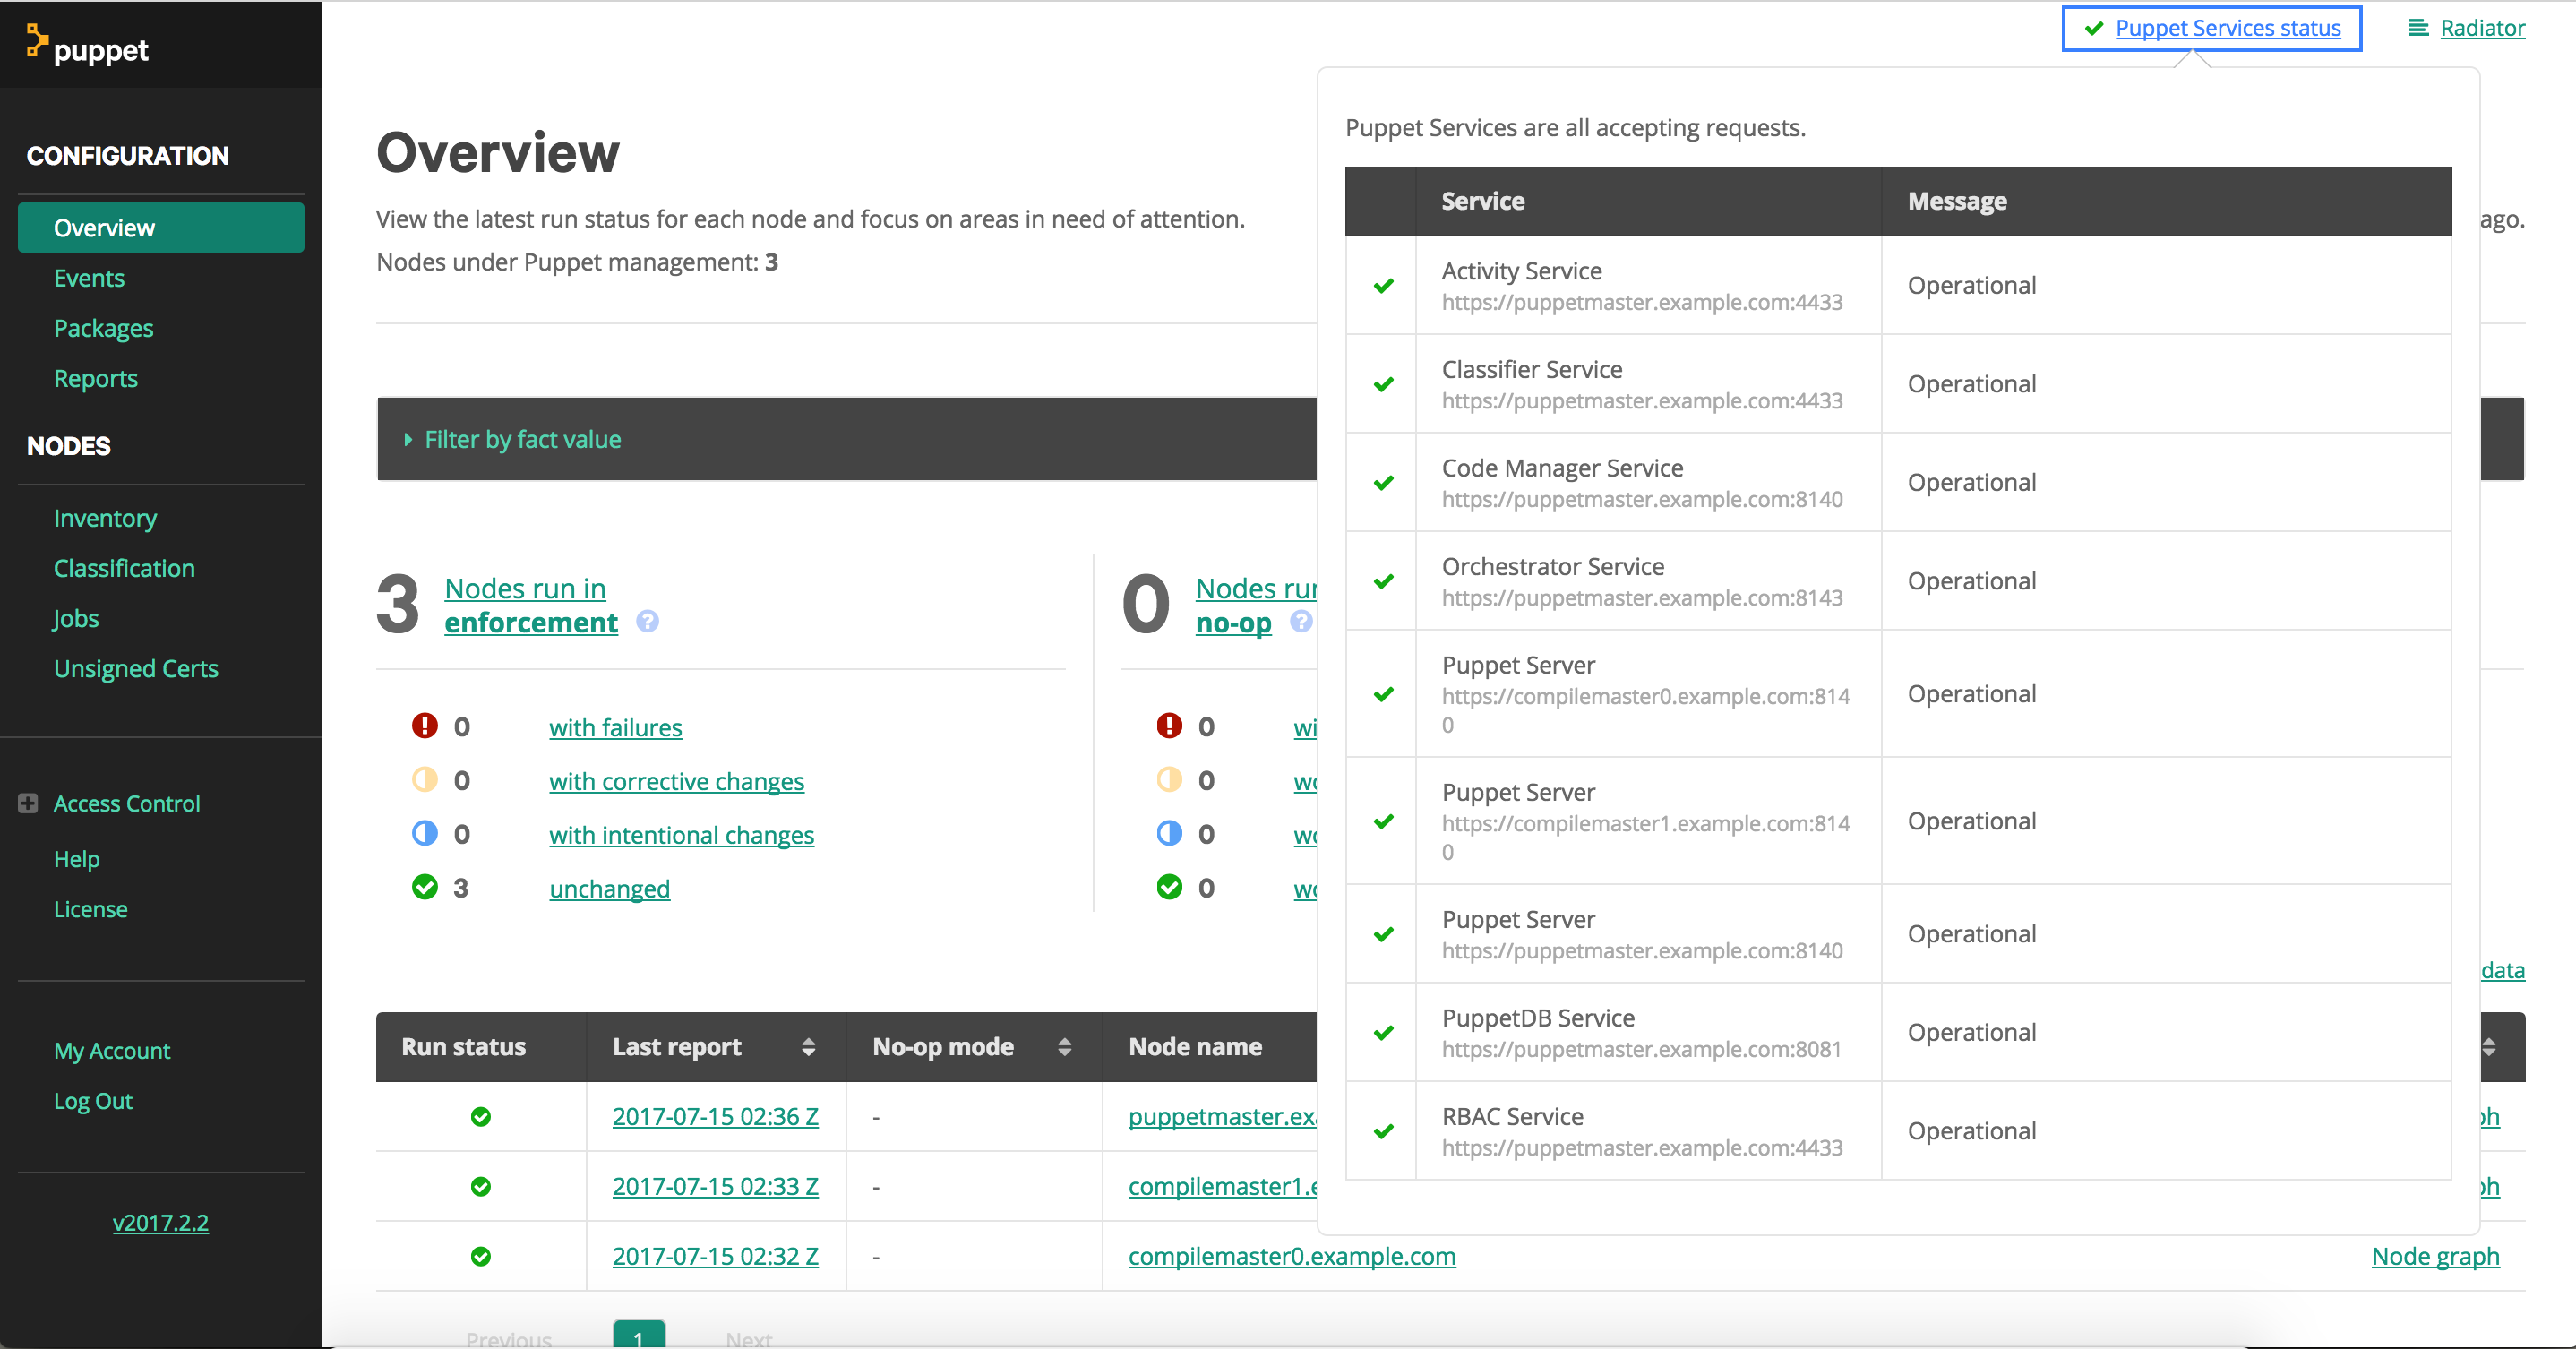 puppet
CONFIGURATION
Overview
Events
Packages
Reports
NODES
Inventory
Classification
Jobs
Unsigned Certs
Access Control
Help
License
My Account
Log Out
v2017.2.2
Puppet Services status
Radiator
Overview
View the latest run status for each node and focus on areas in need of attention.
ago.
Nodes under Puppet management: 3
Filter by fact value
3 Nodes run in
enforcement ?
0 with failures
0 with corrective changes
0 with intentional changes
3 unchanged
0 Nodes run
no-op ?
0
0
0
0
data
Run status Last report No-op mode Node name
2017-07-15 02:36 Z - puppetmaster.ex
2017-07-15 02:33 Z - compilemaster1.
2017-07-15 02:32 Z - compilemaster0.example.com Node graph
Previous 1 Next
Puppet Services are all accepting requests.
Service Message
Activity Service
https://puppetmaster.example.com:4433
Operational
Classifier Service
https://puppetmaster.example.com:4433
Operational
Code Manager Service
https://puppetmaster.example.com:8140
Operational
Orchestrator Service
https://puppetmaster.example.com:8143
Operational
Puppet Server
https://compilemaster0.example.com:814
0
Operational
Puppet Server
https://compilemaster1.example.com:814
0
Operational
Puppet Server
https://puppetmaster.example.com:8140
Operational
PuppetDB Service
https://puppetmaster.example.com:8081
Operational
RBAC Service
https://puppetmaster.example.com:4433
Operational